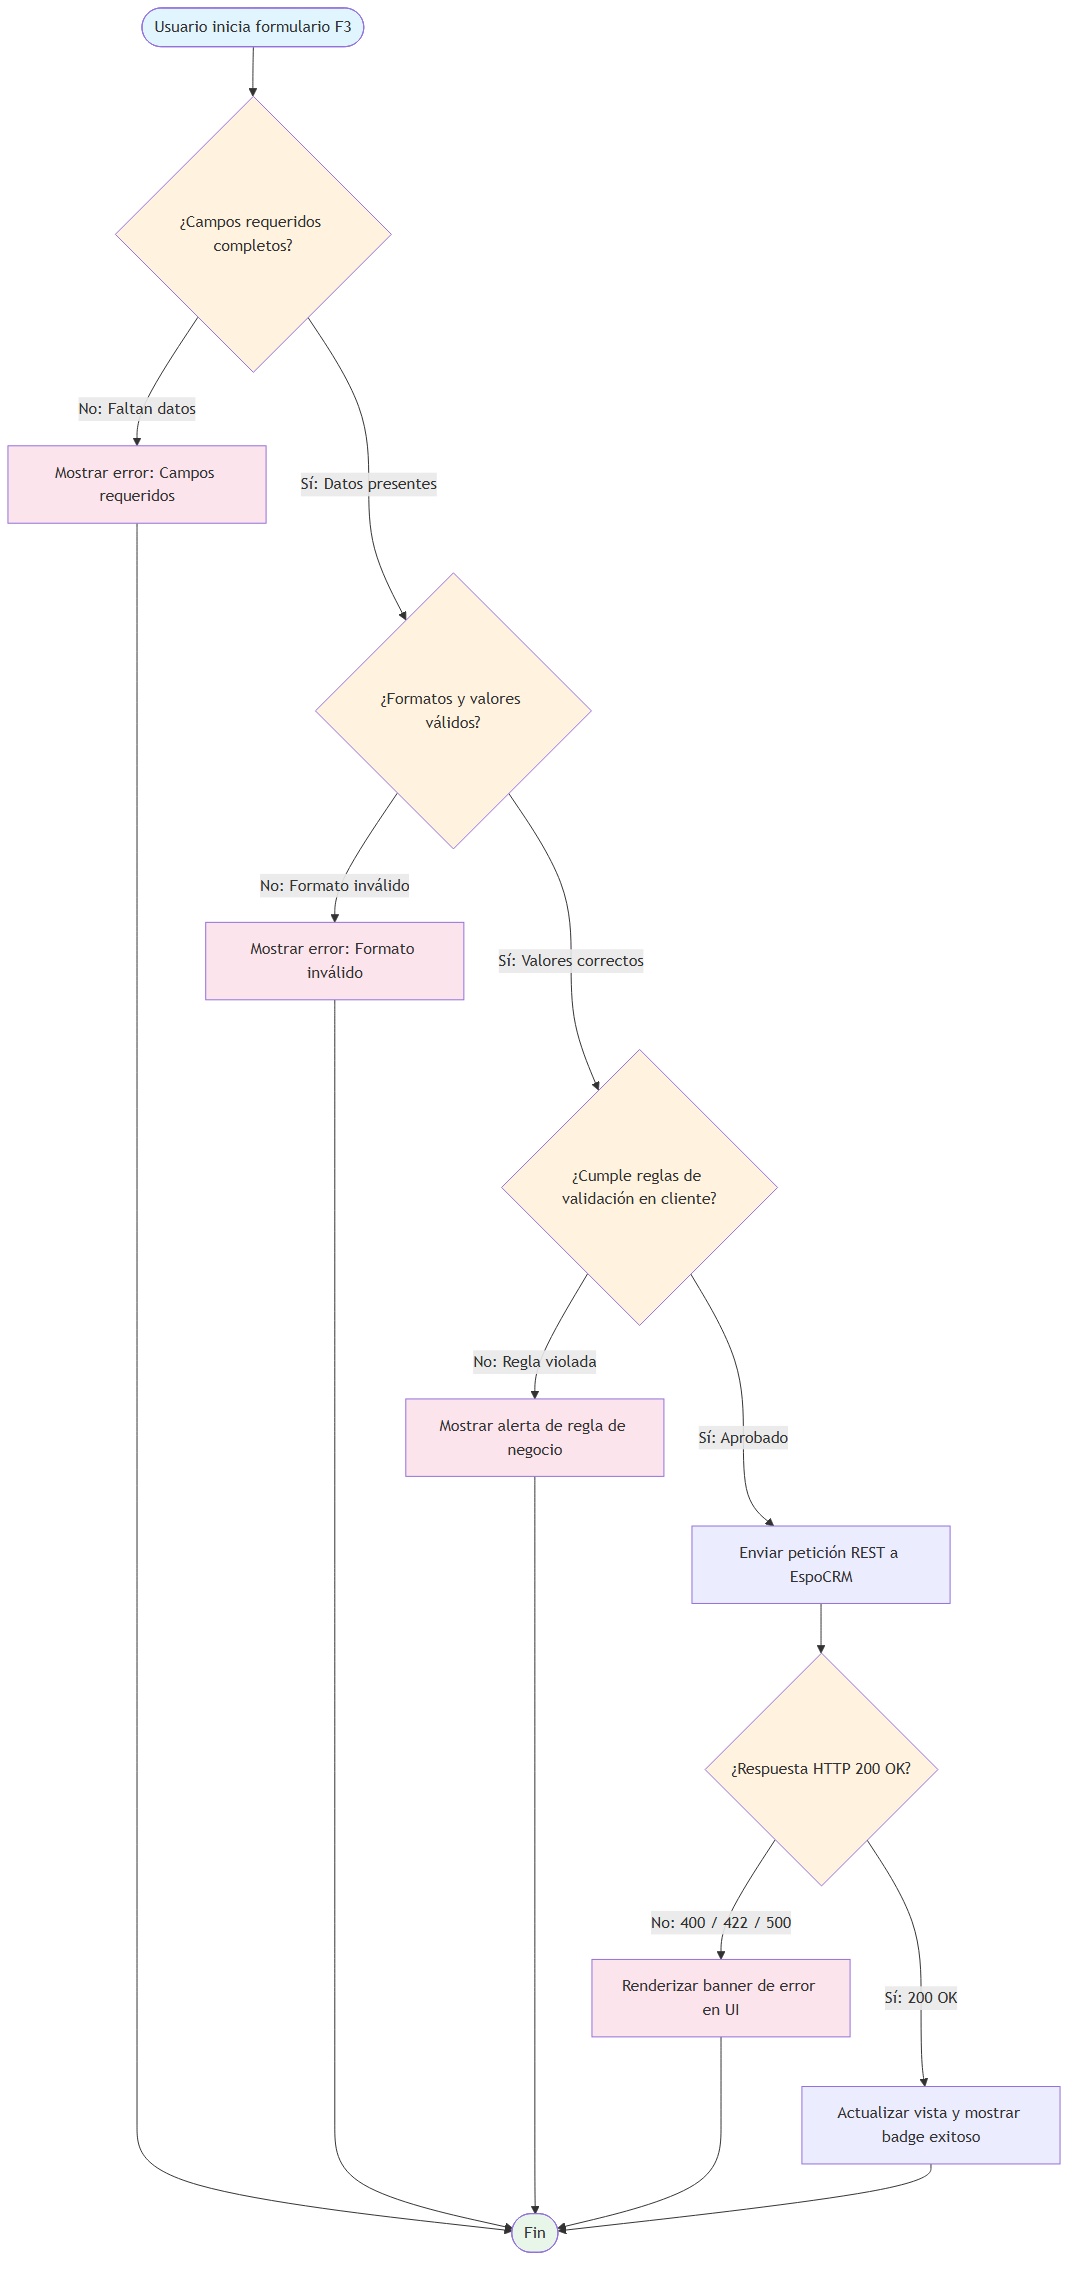 Usuario inicia formulario F3
¿Campos requeridos
completos?
No: Faltan datos
Mostrar error: Campos
requeridos
Sí: Datos presentes
¿Formatos y valores
válidos?
No: Formato inválido
Mostrar error: Formato
inválido
Sí: Valores correctos
¿Cumple reglas de
validación en cliente?
No: Regla violada
Mostrar alerta de regla de
negocio
Sí: Aprobado
Enviar petición REST a
EspoCRM
¿Respuesta HTTP 200 OK?
No: 400 / 422 / 500
Renderizar banner de error
en UI
Sí: 200 OK
Actualizar vista y mostrar
badge exitoso
Fin